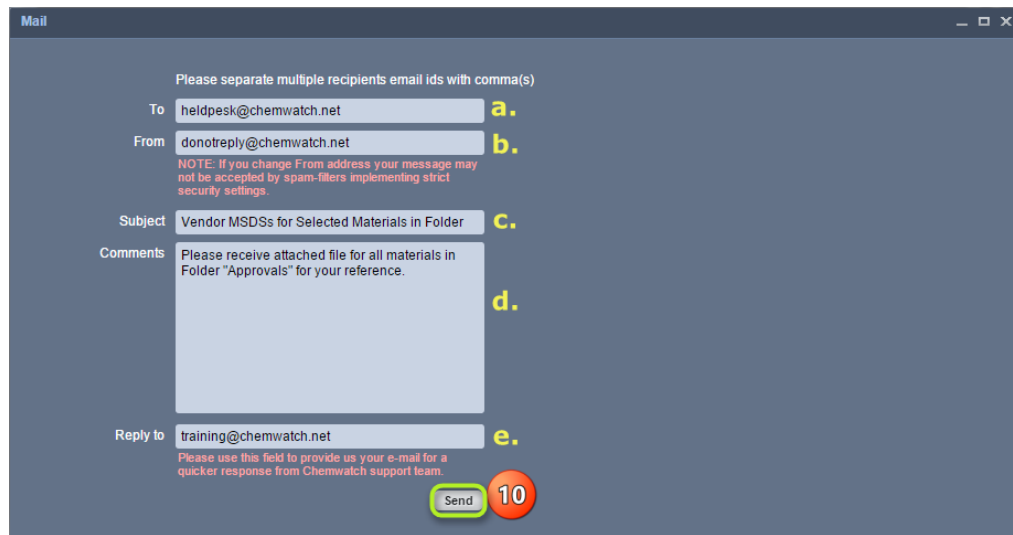 Mail
Please separate multiple recipients email ids with comma(s)
To heldpesk@chemwatch.net a.
From donotreply@chemwatch.net b.
NOTE: If you change From address your message may
not be accepted by spam-filters implementing strict
security settings.
Subject Vendor MSDSs for Selected Materials in Folder c.
Comments Please receive attached file for all materials in
Folder "Approvals" for your reference.
d.
Reply to training@chemwatch.net e.
Please use this field to provide us your e-mail for a
quicker response from Chemwatch support team.
Send 10